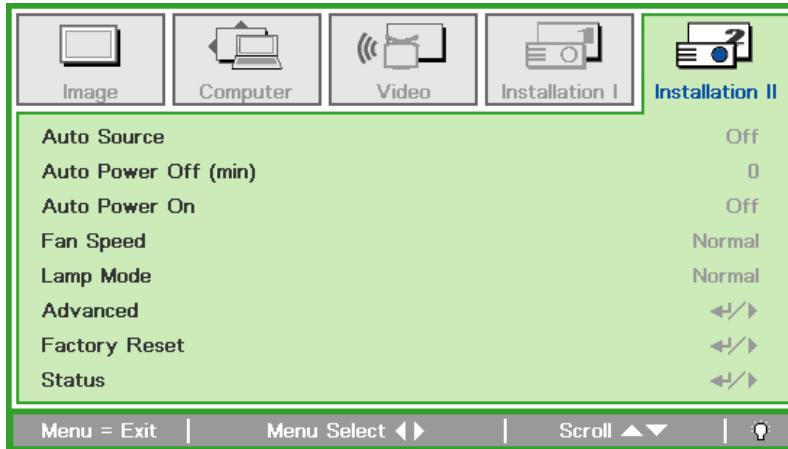 Image Computer Video Installation I Installation II
Auto Source Off
Auto Power Off (min) 0
Auto Power On Off
Fan Speed Normal
Lamp Mode Normal
Advanced
Factory Reset
Status
Menu = Exit Menu Select Scroll